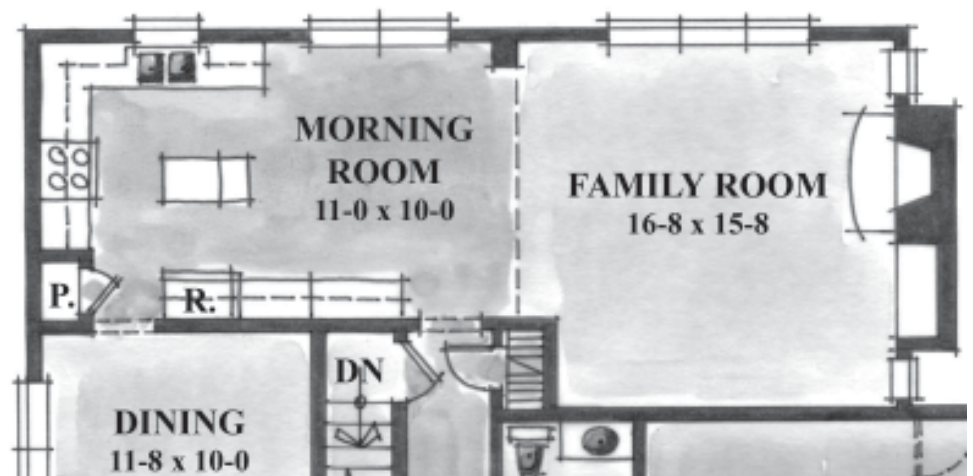 MORNING
ROOM
11-0 x 10-0
FAMILY ROOM
16-8 x 15-8
P.
R.
DN
DINING
11-8 x 10-0